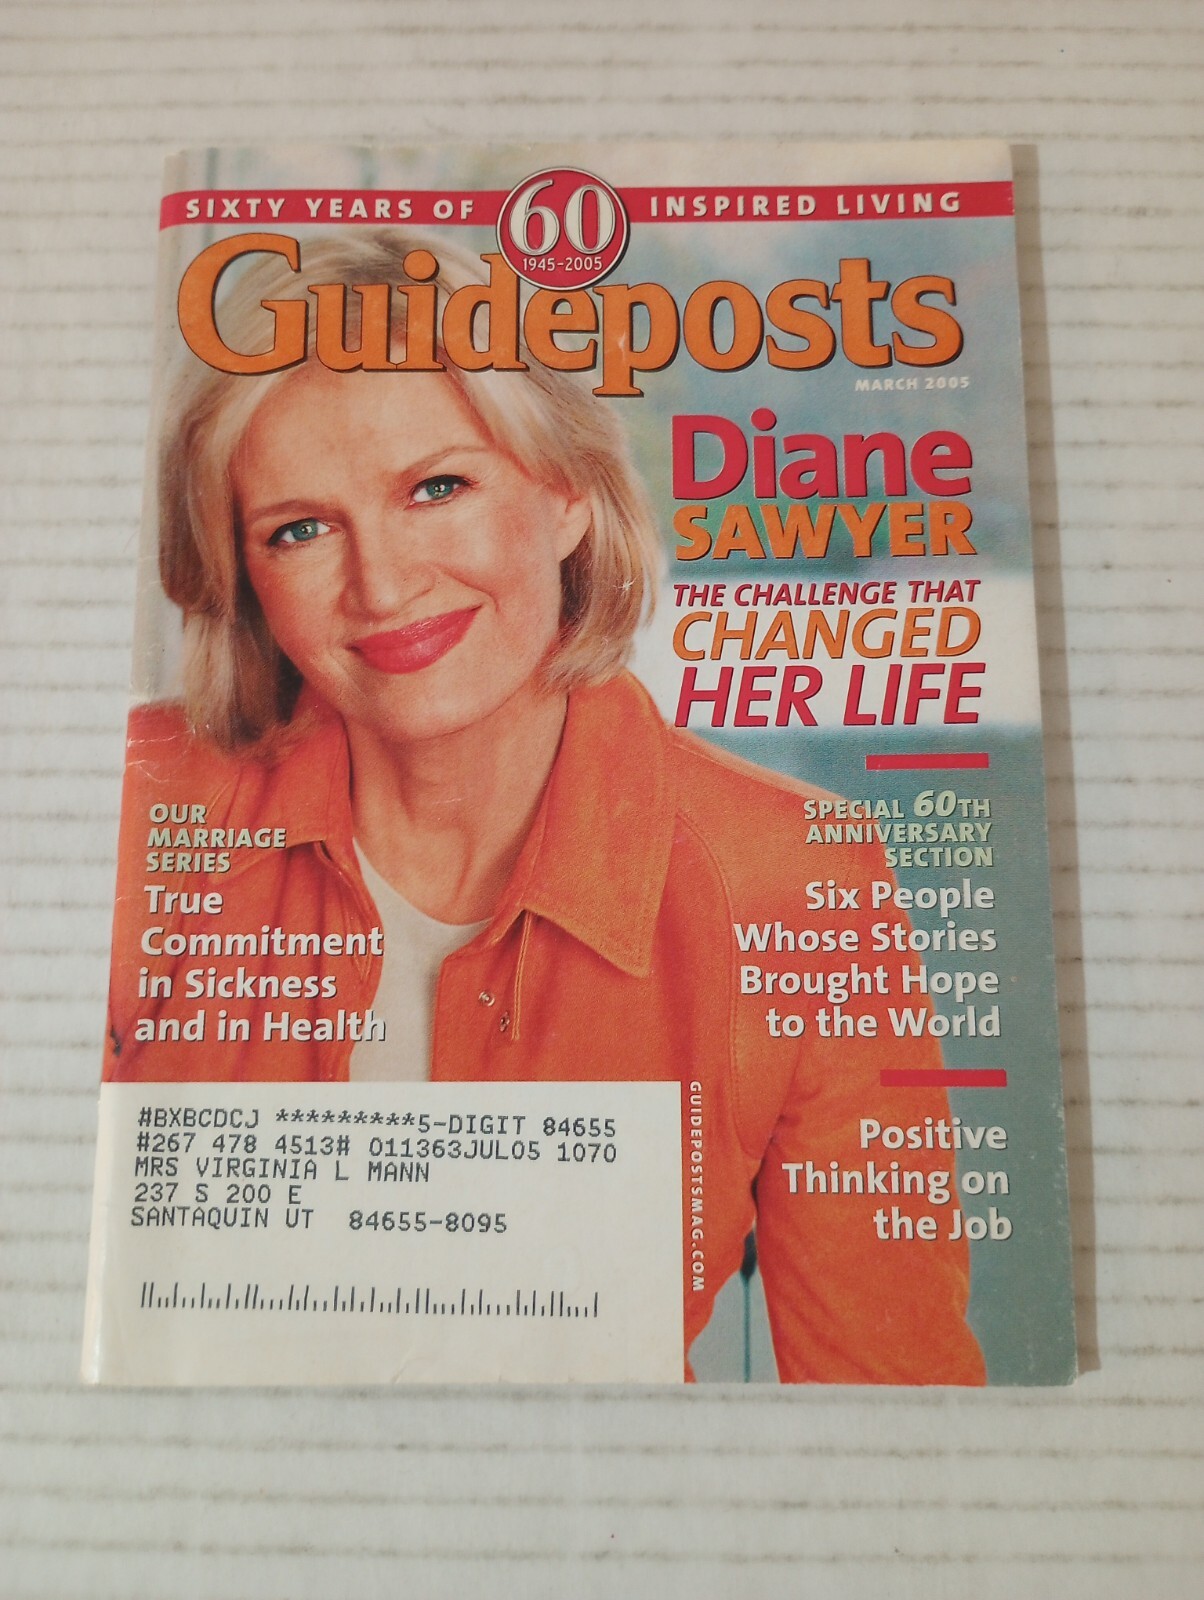 SIXTY YEARS OF 60 INSPIRED LIVING
1945-2005
Guideposts
MARCH 2005
Diane
SAWYER
THE CHALLENGE THAT
CHANGED
HER LIFE
OUR
MARRIAGE
SERIES
True
Commitment
in Sickness
and in Health
SPECIAL 60TH
ANNIVERSARY
SECTION
Six People
Whose Stories
Brought Hope
to the World
Positive
Thinking on
the Job
GUIDEPOSTSMAG.COM
#BXBCDCJ *********5-DIGIT 84655
#267 478 4513# 011363JUL05 1070
MRS VIRGINIA L MANN
237 S 200 E
SANTAQUIN UT 84655-8095